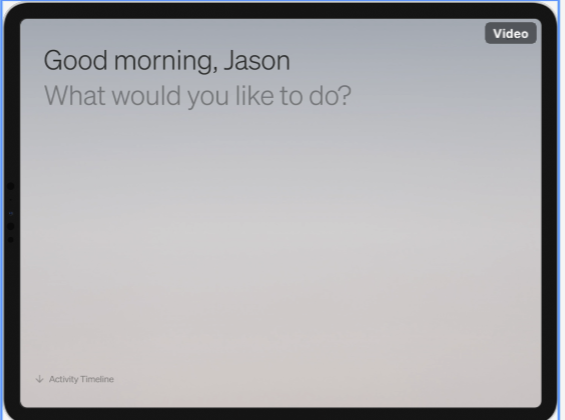 Video
Good morning, Jason
What would you like to do?
Activity Timeline